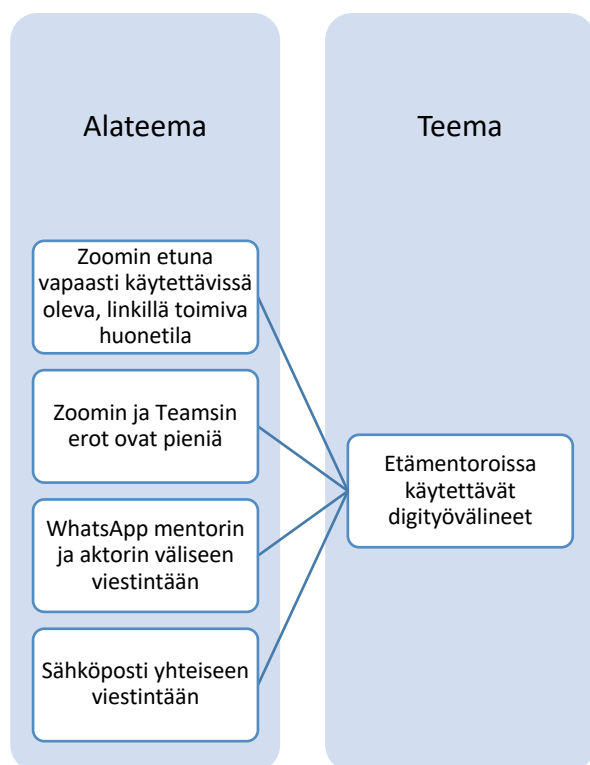 Alateema
Teema
Zoomin etuna
vapaasti käytettävissä
oleva, linkillä toimiva
huonetila
Zoomin ja Teamsin
erot ovat pieniä
WhatsApp mentorin
ja aktorin väliseen
viestintään
Sähköposti yhteiseen
viestintään
Etämentoroissa
käytettävät
digityövälineet